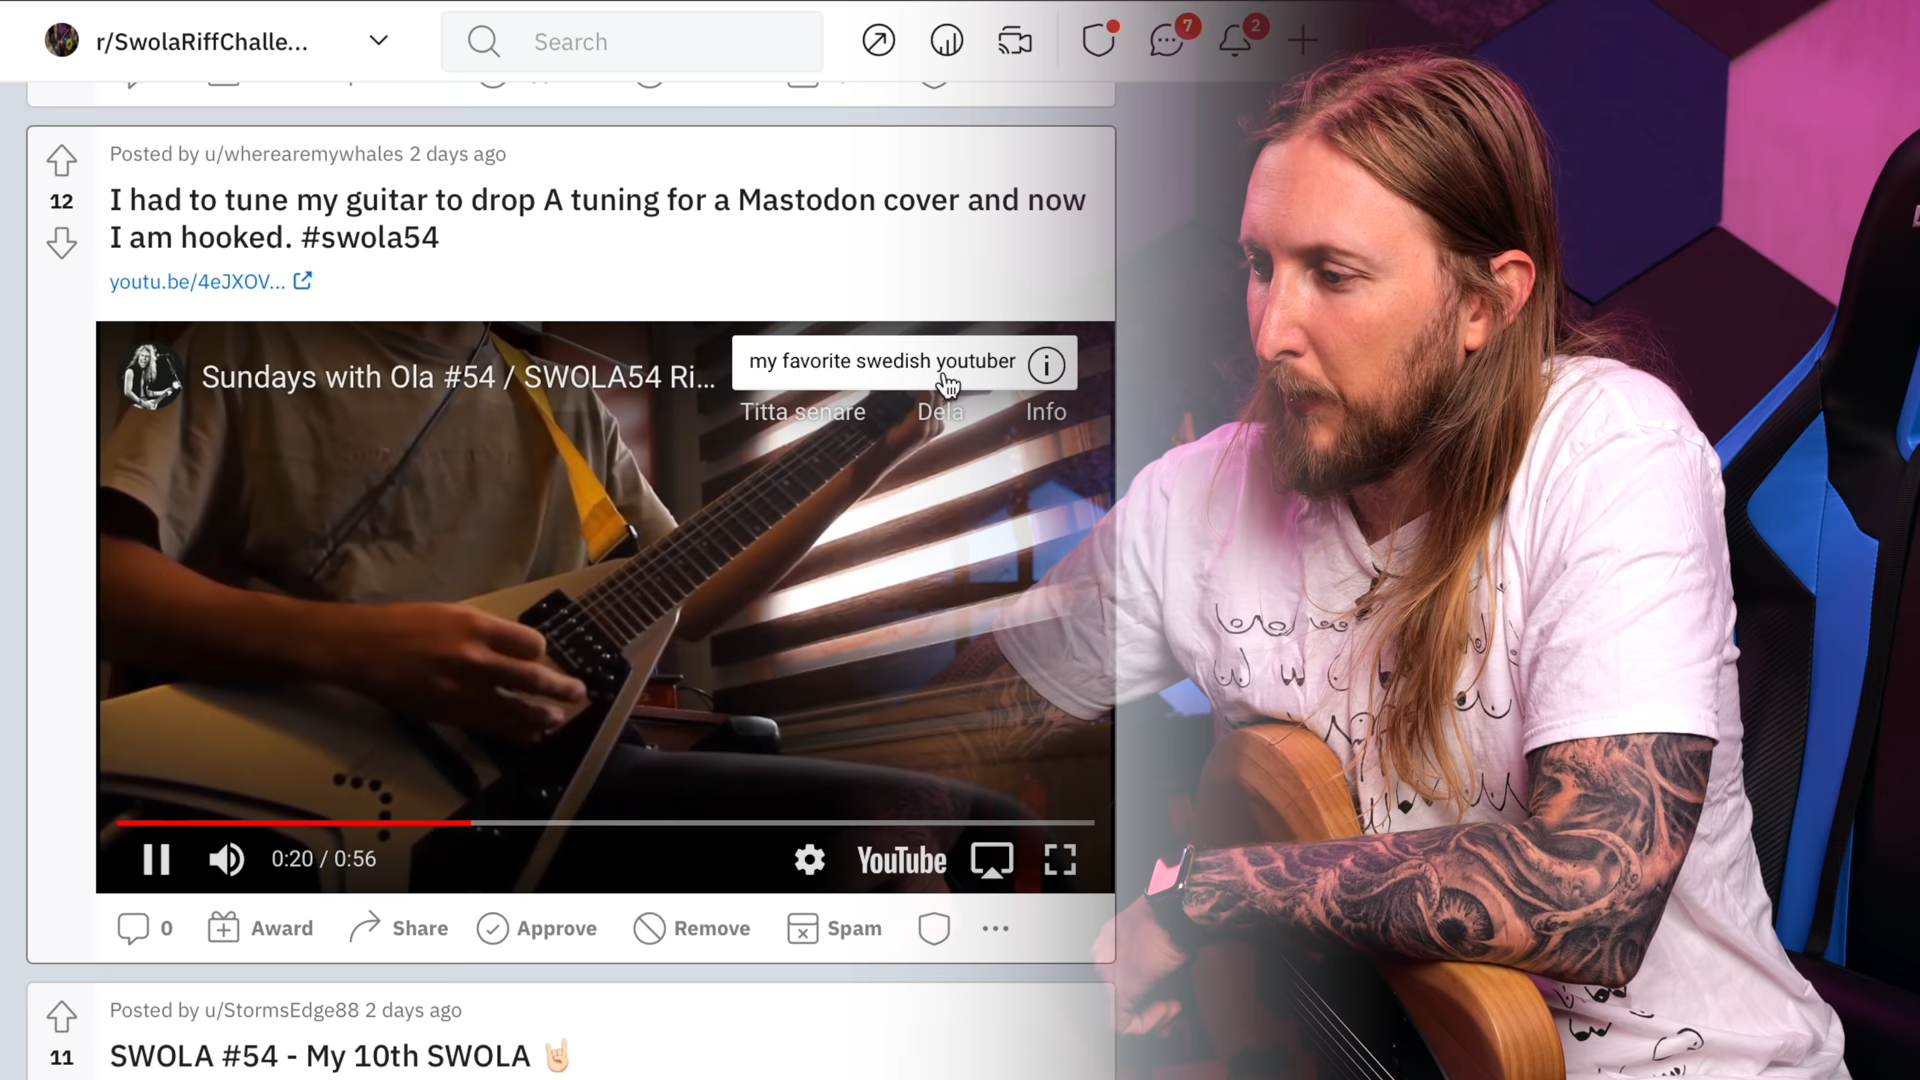 r/SwolaRiffChalle...
Search
7
2
Posted by u/wherearemywhales 2 days ago
12
I had to tune my guitar to drop A tuning for a Mastodon cover and now
I am hooked. #swola54
youtu.be/4eJXOV...
Sundays with Ola #54 / SWOLA54 Ri...
my favorite swedish youtuber
Titta senare
Dela
Info
0:20 / 0:56
YouTube
0
Award
Share
Approve
Remove
Spam
Posted by u/StormsEdge88 2 days ago
11
SWOLA #54 - My 10th SWOLA 🤘🏻